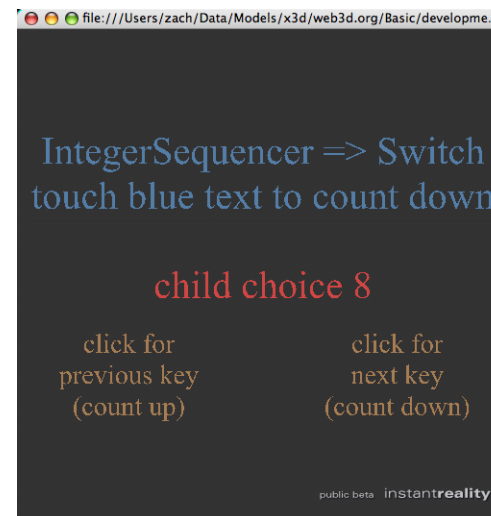 file:///Users/zach/Data/Models/x3d/web3d.org/Basic/developme.
IntegerSequencer => Switch
touch blue text to count down
child choice 8
click for
previous key
(count up)
click for
next key
(count down)
public beta instantreality